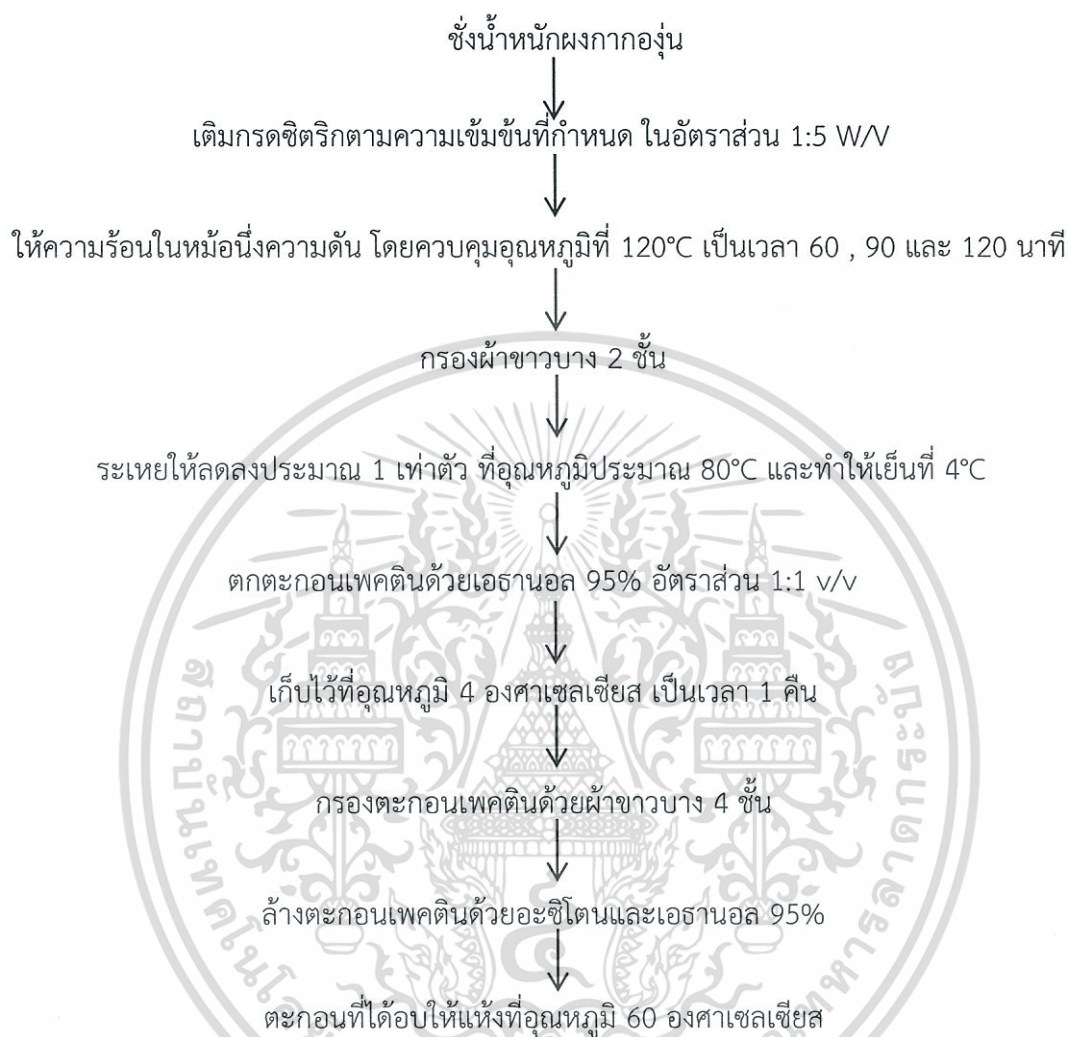 ชั่งน้ำหนักผงกากองุ่น
เติมกรดซิตริกตามความเข้มข้นที่กำหนด ในอัตราส่วน 1:5 W/V
ให้ความร้อนในหม้อนึ่งความดัน โดยควบคุมอุณหภูมิที่ 120°C เป็นเวลา 60 , 90 และ 120 นาที
กรองผ้าขาวบาง 2 ชั้น
ระเหยให้ลดลงประมาณ 1 เท่าตัว ที่อุณหภูมิประมาณ 80°C และทำให้เย็นที่ 4°C
ตกตะกอนเพคตินด้วยเอธานอล 95% อัตราส่วน 1:1 v/v
เก็บไว้ที่อุณหภูมิ 4 องศาเซลเซียส เป็นเวลา 1 คืน
กรองตะกอนเพคตินด้วยผ้าขาวบาง 4 ชั้น
ล้างตะกอนเพคตินด้วยอะซิโตนและเอธานอล 95%
ตะกอนที่ได้อบให้แห้งที่อุณหภูมิ 60 องศาเซลเซียส